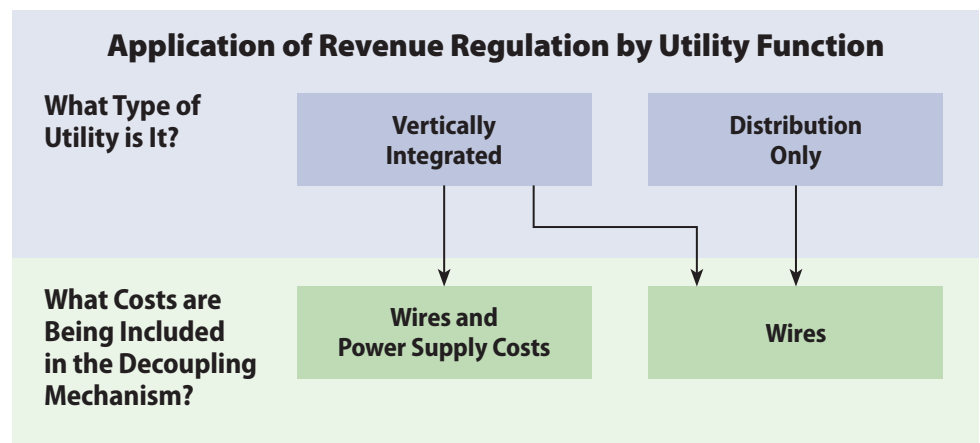 Application of Revenue Regulation by Utility Function
What Type of
Utility is It?
Vertically
Integrated
Distribution
Only
What Costs are
Being Included
in the Decoupling
Mechanism?
Wires and
Power Supply Costs
Wires